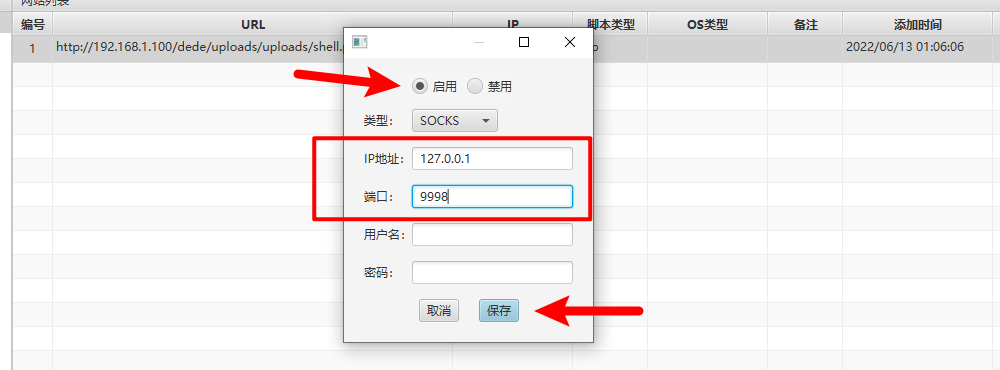 网站列表
编号 URL IP 脚本类型 OS类型 备注 添加时间
1 http://192.168.1.100/dede/uploads/uploads/shell. 2022/06/13 01:06:06
启用 禁用
类型： SOCKS
IP地址： 127.0.0.1
端口： 9998
用户名：
密码：
取消 保存